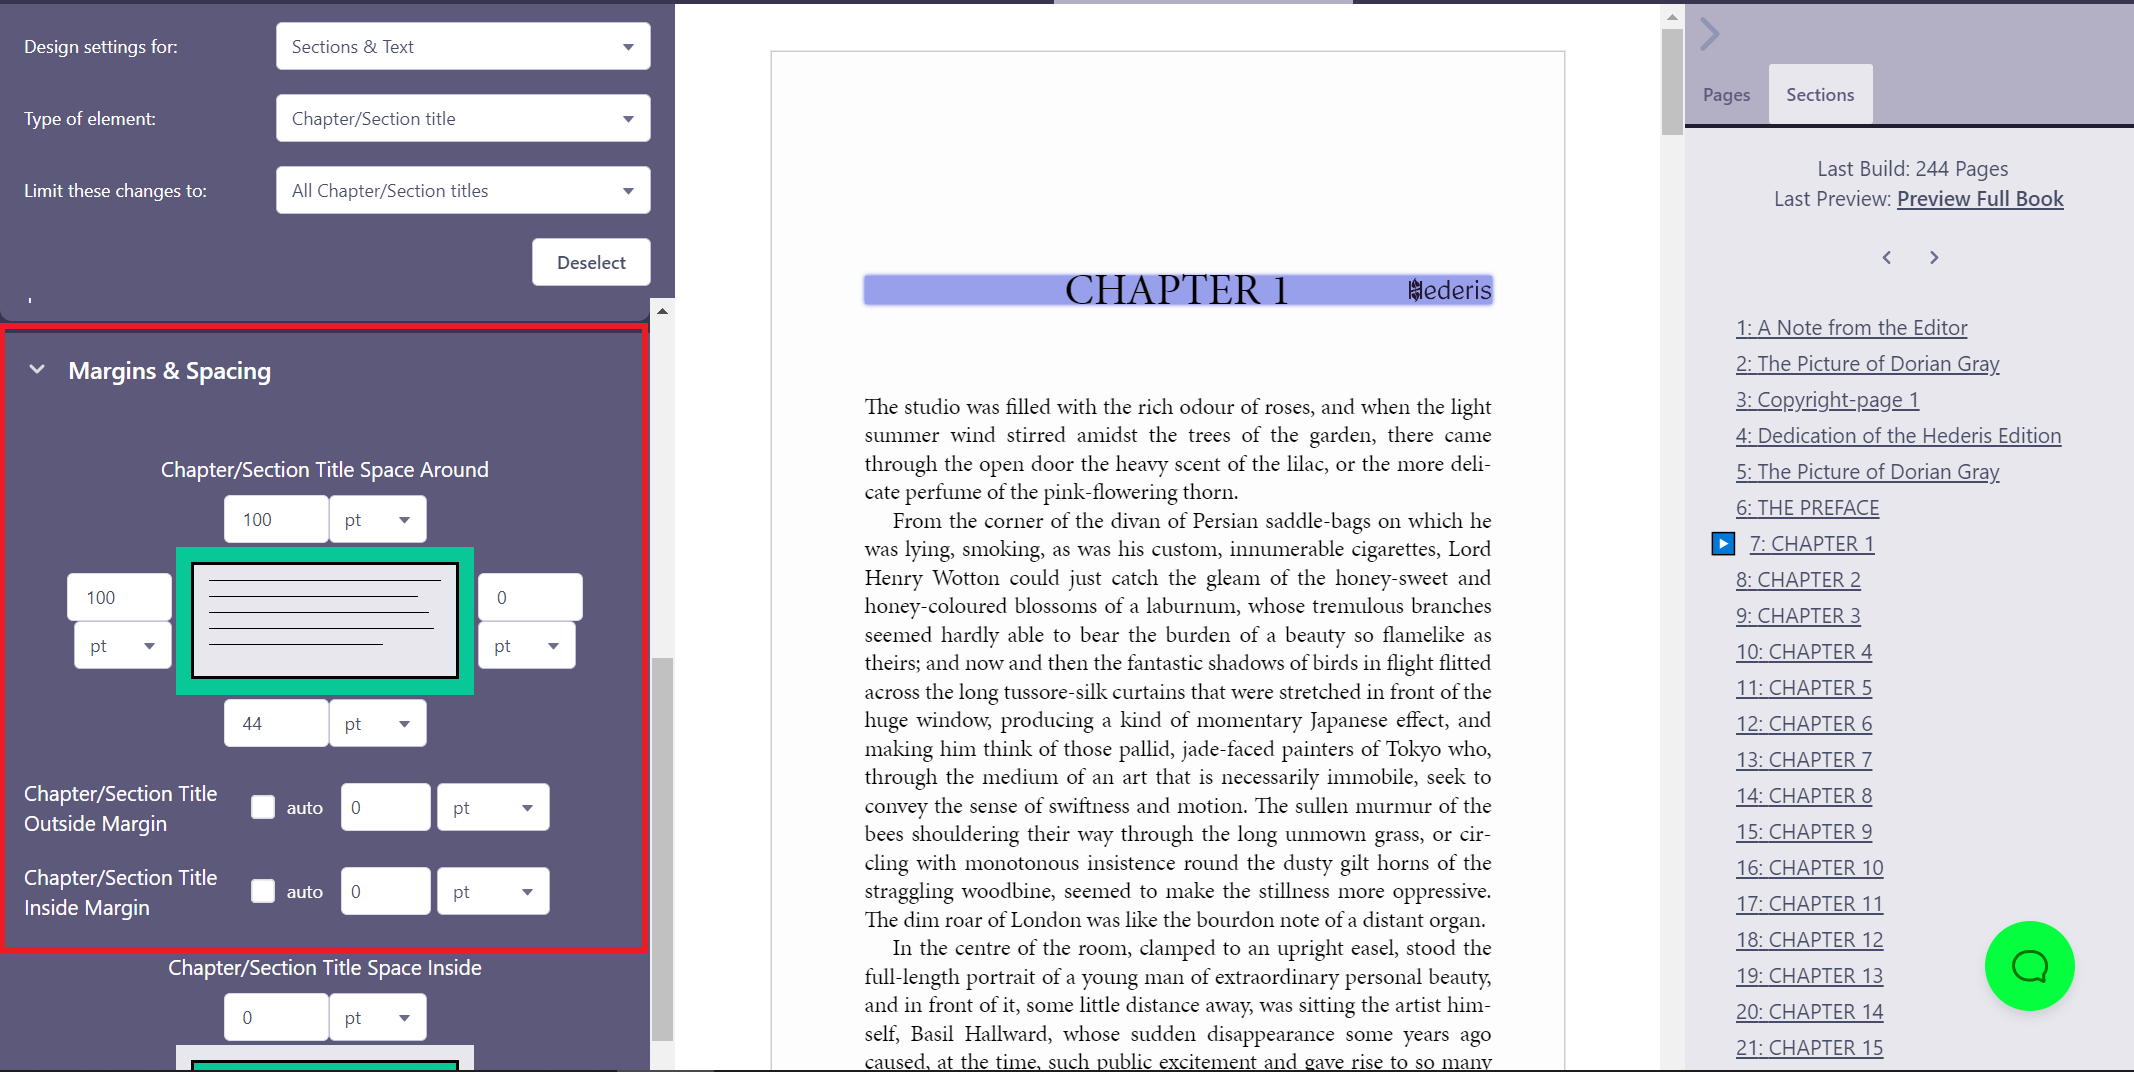 Design settings for:
Sections & Text
Type of element:
Chapter/Section title
Limit these changes to:
All Chapter/Section titles
Deselect
Margins & Spacing
Chapter/Section Title Space Around
100 pt
100
pt
0
pt
44 pt
Chapter/Section Title
Outside Margin
auto 0 pt
Chapter/Section Title
Inside Margin
auto 0 pt
Chapter/Section Title Space Inside
0 pt
CHAPTER 1
Hederis
The studio was filled with the rich odour of roses, and when the light
summer wind stirred amidst the trees of the garden, there came
through the open door the heavy scent of the lilac, or the more deli-
cate perfume of the pink-flowering thorn.
From the corner of the divan of Persian saddle-bags on which he
was lying, smoking, as was his custom, innumerable cigarettes, Lord
Henry Wotton could just catch the gleam of the honey-sweet and
honey-coloured blossoms of a laburnum, whose tremulous branches
seemed hardly able to bear the burden of a beauty so flamelike as
theirs; and now and then the fantastic shadows of birds in flight flitted
across the long tussore-silk curtains that were stretched in front of the
huge window, producing a kind of momentary Japanese effect, and
making him think of those pallid, jade-faced painters of Tokyo who,
through the medium of an art that is necessarily immobile, seek to
convey the sense of swiftness and motion. The sullen murmur of the
bees shouldering their way through the long unmown grass, or cir-
cling with monotonous insistence round the dusty gilt horns of the
straggling woodbine, seemed to make the stillness more oppressive.
The dim roar of London was like the bourdon note of a distant organ.
In the centre of the room, clamped to an upright easel, stood the
full-length portrait of a young man of extraordinary personal beauty,
and in front of it, some little distance away, was sitting the artist him-
self, Basil Hallward, whose sudden disappearance some years ago
caused, at the time, such public excitement and gave rise to so many
Pages
Sections
Last Build: 244 Pages
Last Preview: Preview Full Book
1: A Note from the Editor
2: The Picture of Dorian Gray
3: Copyright-page 1
4: Dedication of the Hederis Edition
5: The Picture of Dorian Gray
6: THE PREFACE
7: CHAPTER 1
8: CHAPTER 2
9: CHAPTER 3
10: CHAPTER 4
11: CHAPTER 5
12: CHAPTER 6
13: CHAPTER 7
14: CHAPTER 8
15: CHAPTER 9
16: CHAPTER 10
17: CHAPTER 11
18: CHAPTER 12
19: CHAPTER 13
20: CHAPTER 14
21: CHAPTER 15